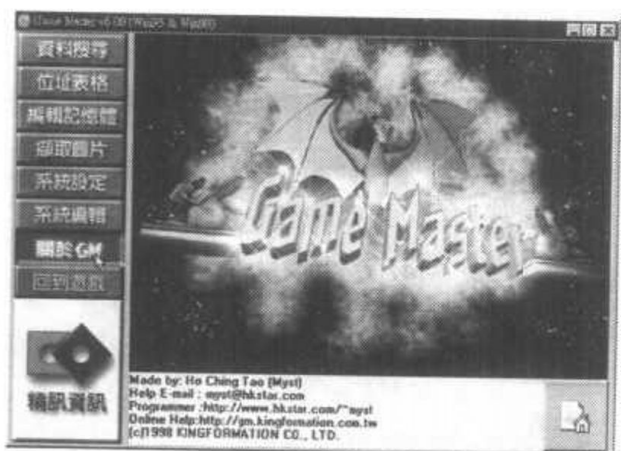 Game Master v6.00 (Win95 & Win98)
資料搜尋
位址表格
編輯記憶體
擷取圖片
系統設定
系統編輯
關於GM
回到遊戲
Game Master
精訊資訊
Made by: Ho Ching Tao (Myst)
Help E-mail : myst@hkstar.com
Programmer :http://www.hkstar.com/~myst
Online Help:http://gm.kingformation.com.tw
(c)1998 KINGFORMATION CO., LTD.